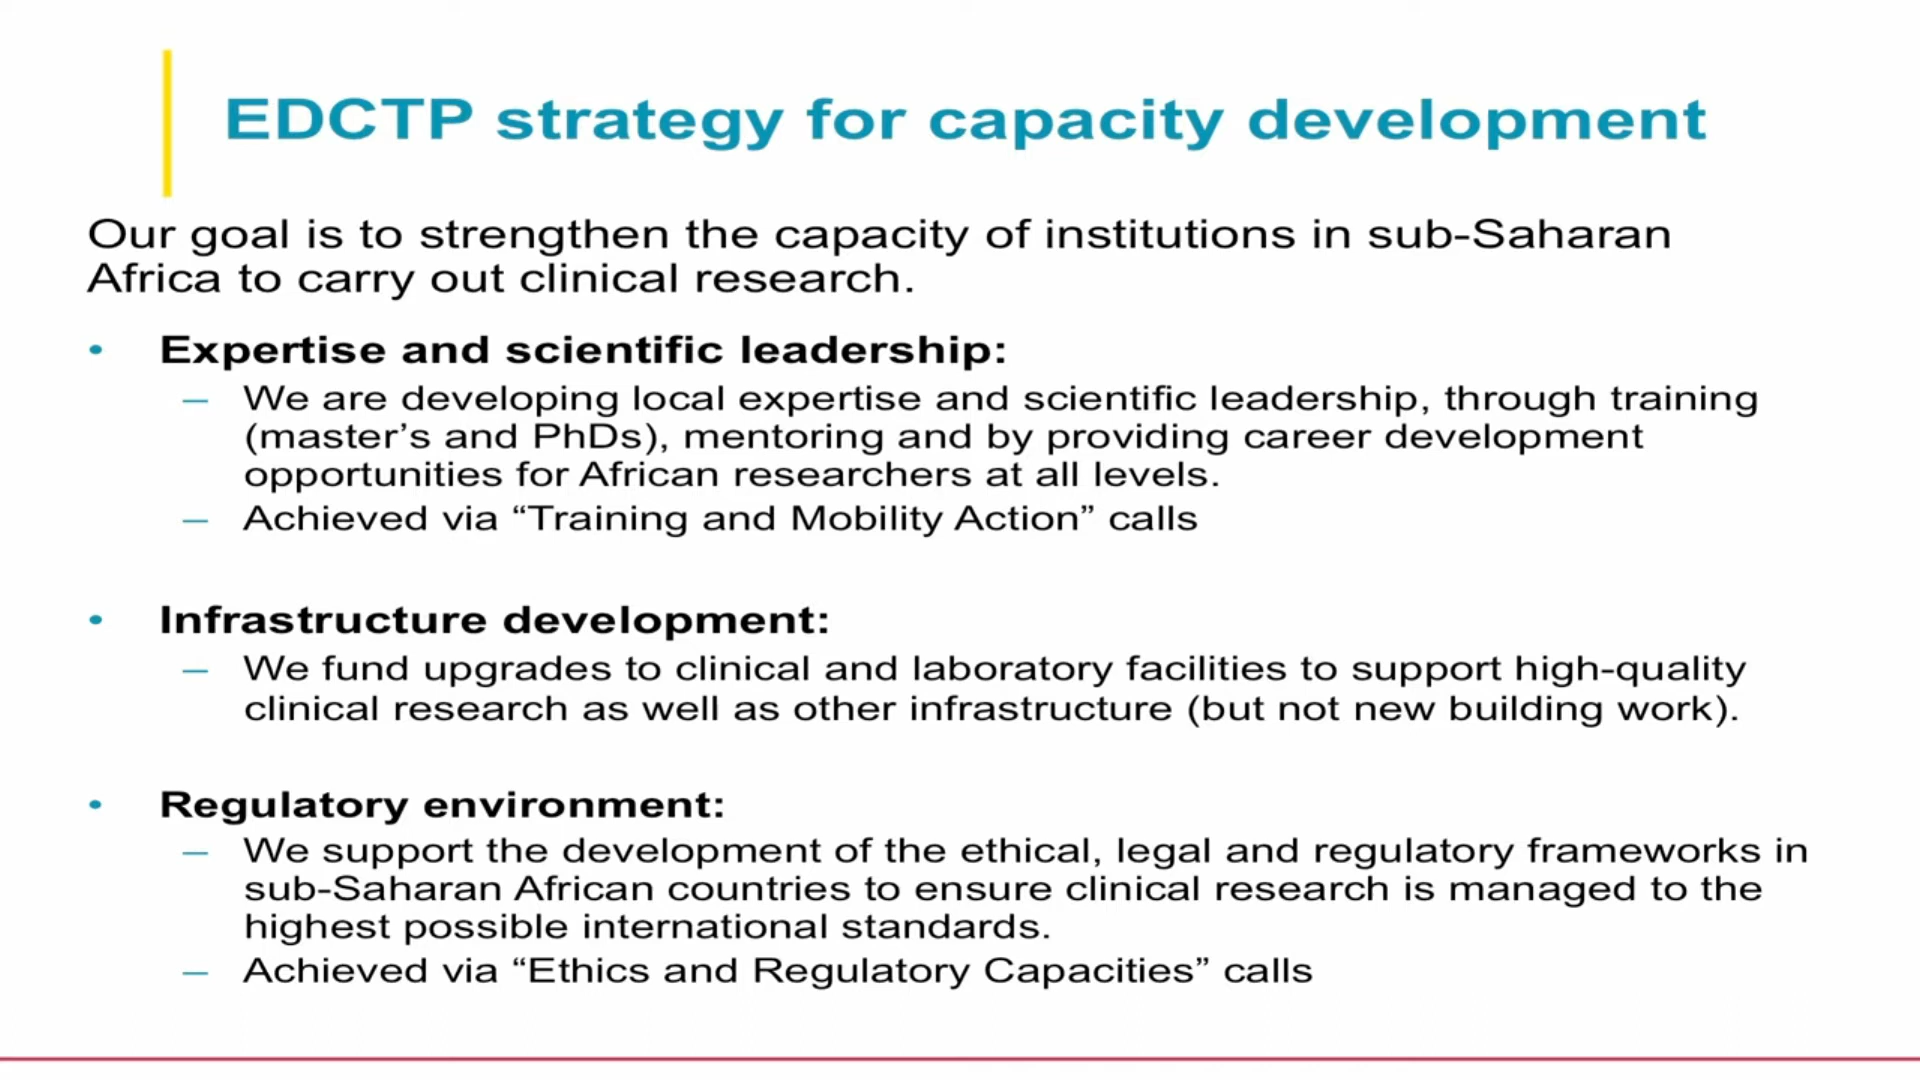 EDCTP strategy for capacity development
Our goal is to strengthen the capacity of institutions in sub-Saharan
Africa to carry out clinical research.
• Expertise and scientific leadership:
– We are developing local expertise and scientific leadership, through training
(master’s and PhDs), mentoring and by providing career development
opportunities for African researchers at all levels.
– Achieved via “Training and Mobility Action” calls
• Infrastructure development:
– We fund upgrades to clinical and laboratory facilities to support high-quality
clinical research as well as other infrastructure (but not new building work).
• Regulatory environment:
– We support the development of the ethical, legal and regulatory frameworks in
sub-Saharan African countries to ensure clinical research is managed to the
highest possible international standards.
– Achieved via “Ethics and Regulatory Capacities” calls